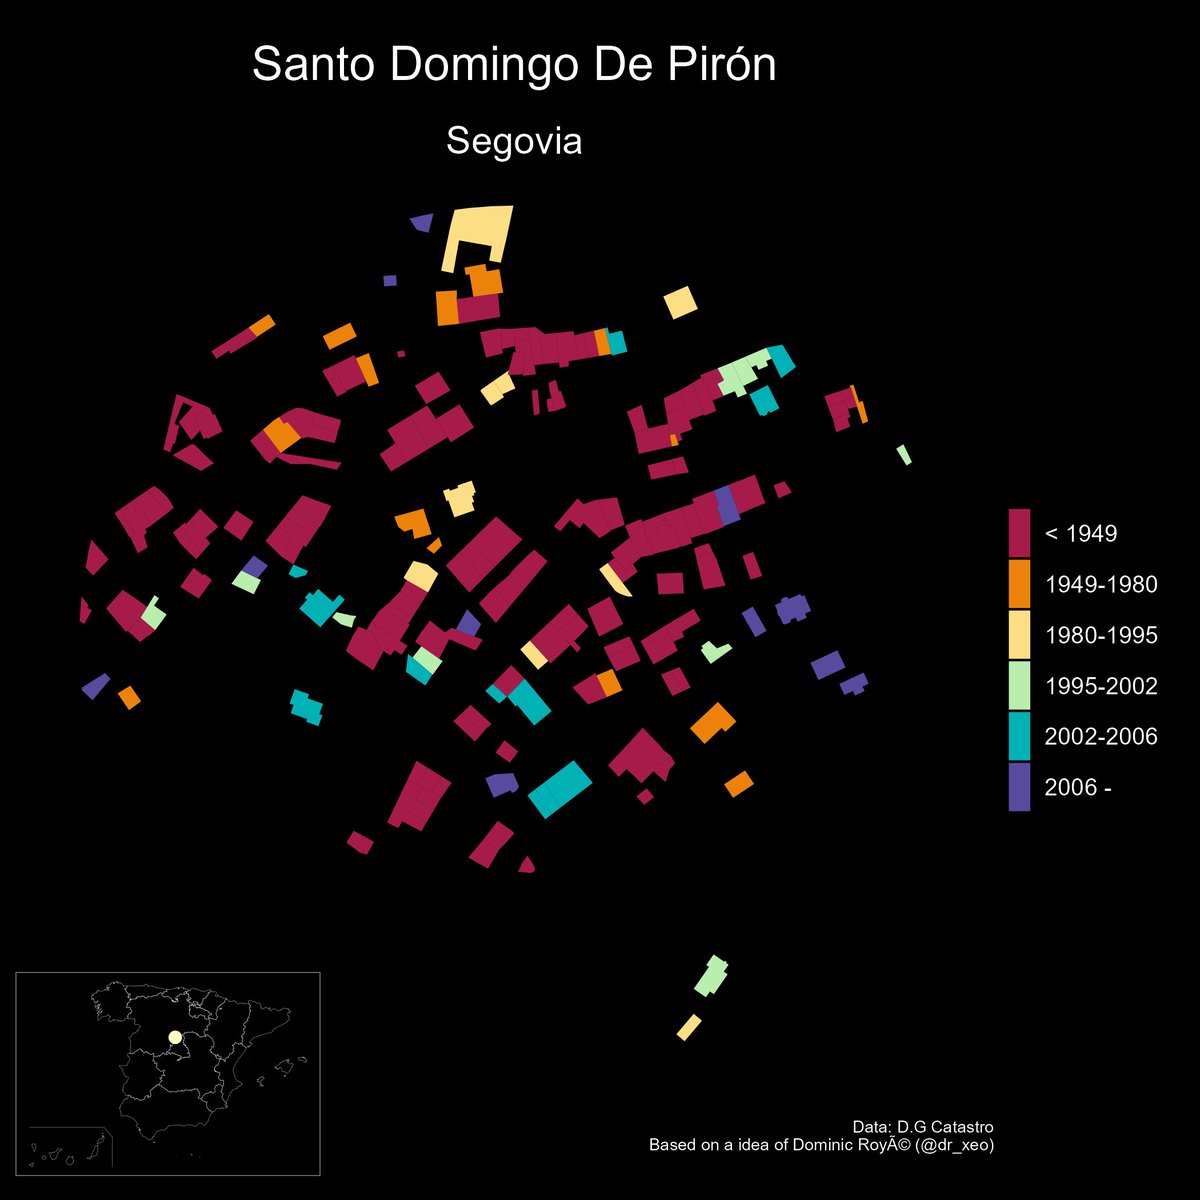 Santo Domingo De Pirón
Segovia
< 1949
1949-1980
1980-1995
1995-2002
2002-2006
2006 -
Data: D.G Catastro
Based on a idea of Dominic RoyÃ© (@dr_xeo)